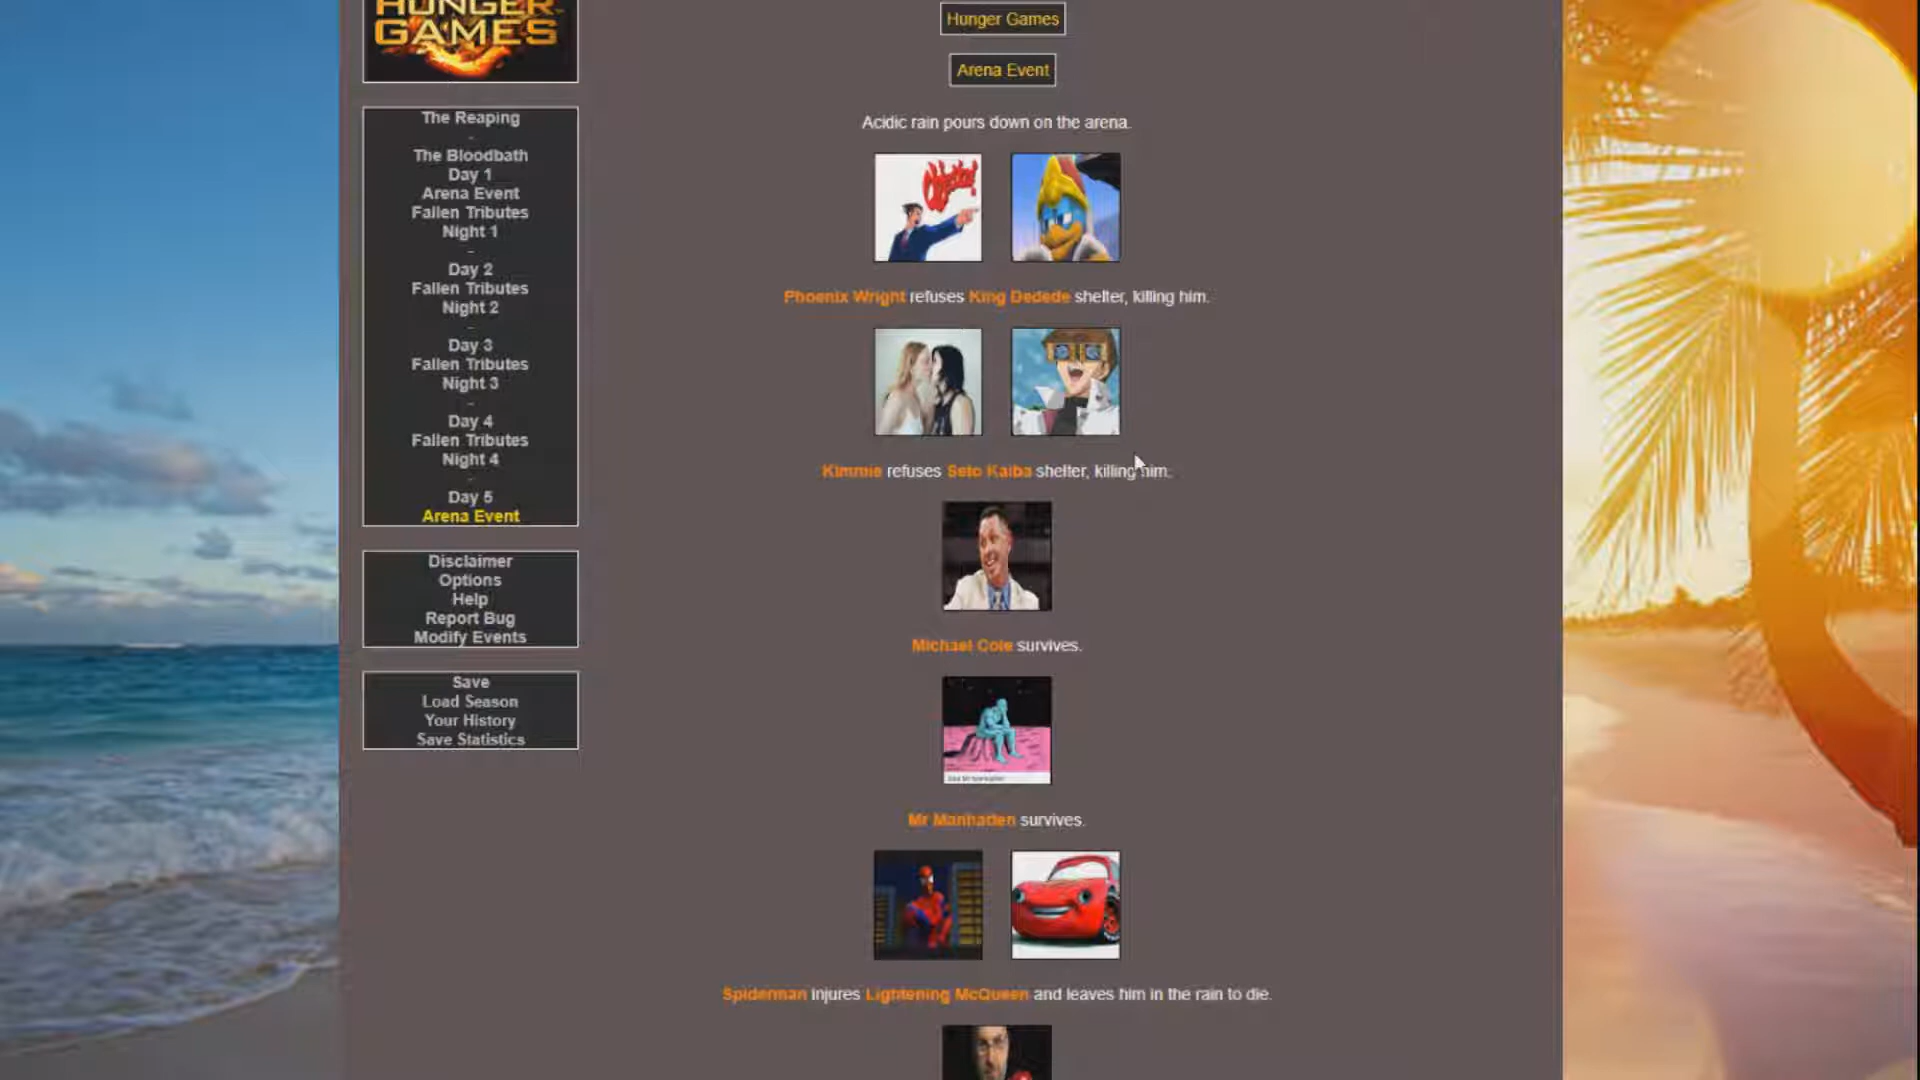 HUNGER
GAMES
The Reaping
-
The Bloodbath
Day 1
Arena Event
Fallen Tributes
Night 1
-
Day 2
Fallen Tributes
Night 2
-
Day 3
Fallen Tributes
Night 3
-
Day 4
Fallen Tributes
Night 4
-
Day 5
Arena Event
Disclaimer
Options
Help
Report Bug
Modify Events
Save
Load Season
Your History
Save Statistics
Hunger Games
Arena Event
Acidic rain pours down on the arena.
Objection!
Phoenix Wright refuses King Dedede shelter, killing him.
Kimmie refuses Seto Kaiba shelter, killing him.
Michael Cole survives.
Mr Manhatten survives.
Spiderman injures Lightening McQueen and leaves him in the rain to die.